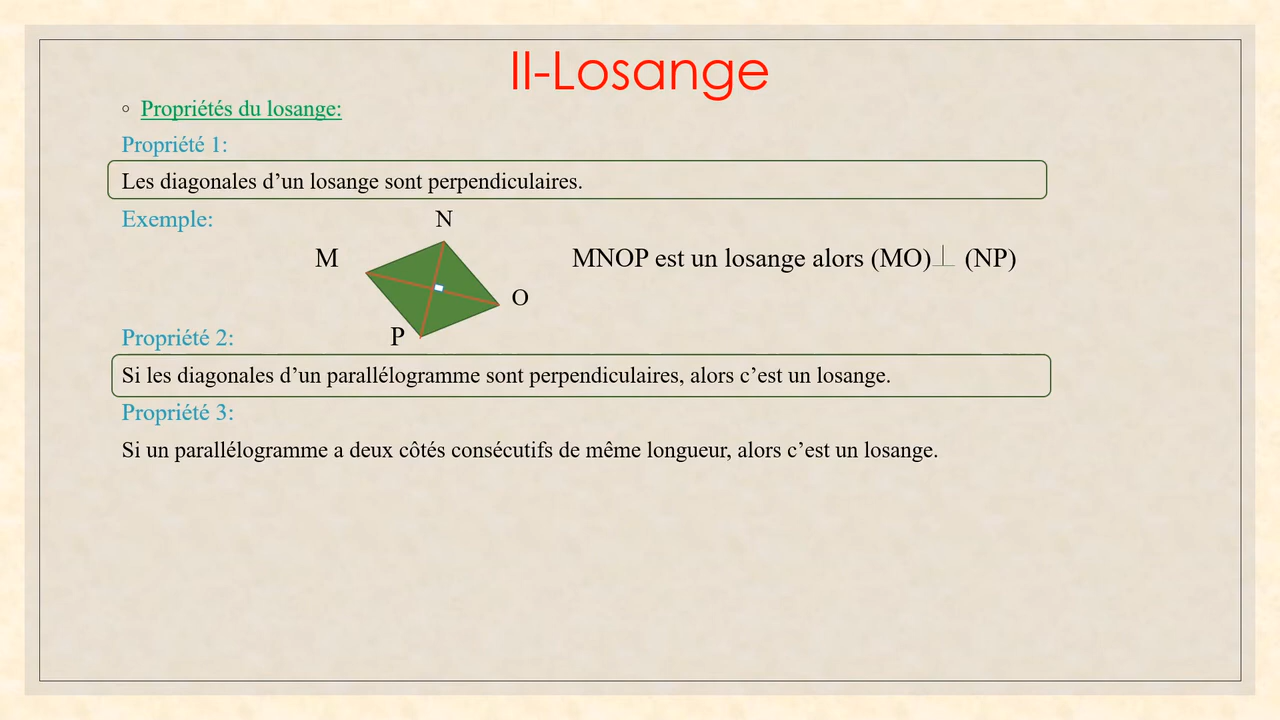 II-Losange
◦ Propriétés du losange:
Propriété 1:
Les diagonales d’un losange sont perpendiculaires.
Exemple:
N
M
MNOP est un losange alors (MO)⊥ (NP)
O
P
Propriété 2:
Si les diagonales d’un parallélogramme sont perpendiculaires, alors c’est un losange.
Propriété 3:
Si un parallélogramme a deux côtés consécutifs de même longueur, alors c’est un losange.